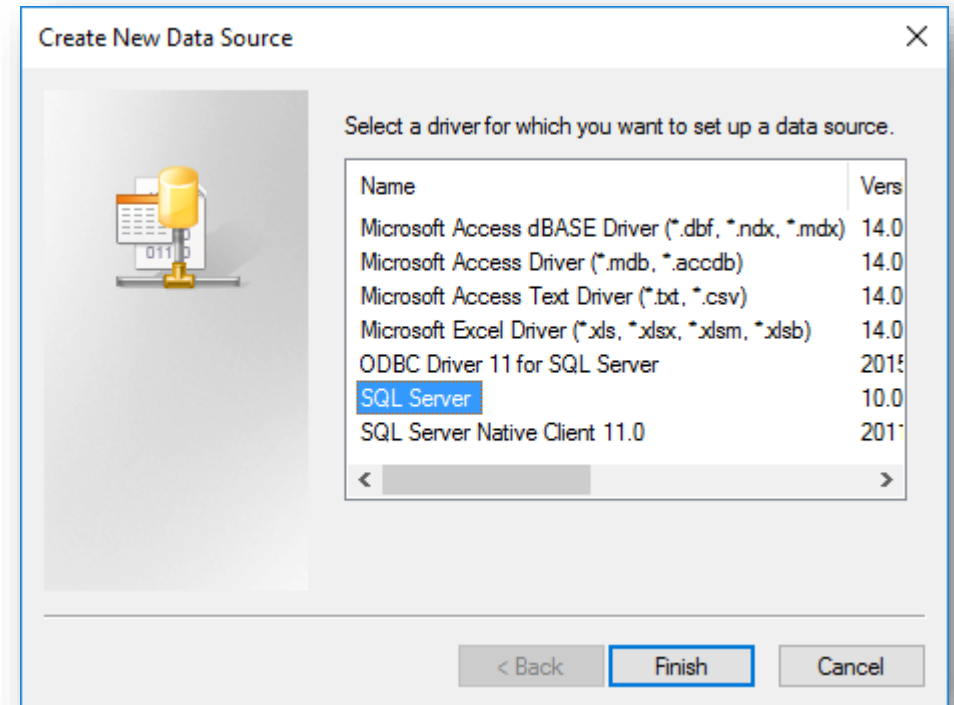 Create New Data Source
Select a driver for which you want to set up a data source.
Name Vers
Microsoft Access dBASE Driver (*.dbf, *.ndx, *.mdx) 14.0
Microsoft Access Driver (*.mdb, *.accdb) 14.0
Microsoft Access Text Driver (*.txt, *.csv) 14.0
Microsoft Excel Driver (*.xls, *.xlsx, *.xlsm, *.xlsb) 14.0
ODBC Driver 11 for SQL Server 2015
SQL Server 10.0
SQL Server Native Client 11.0 2011
< Back Finish Cancel